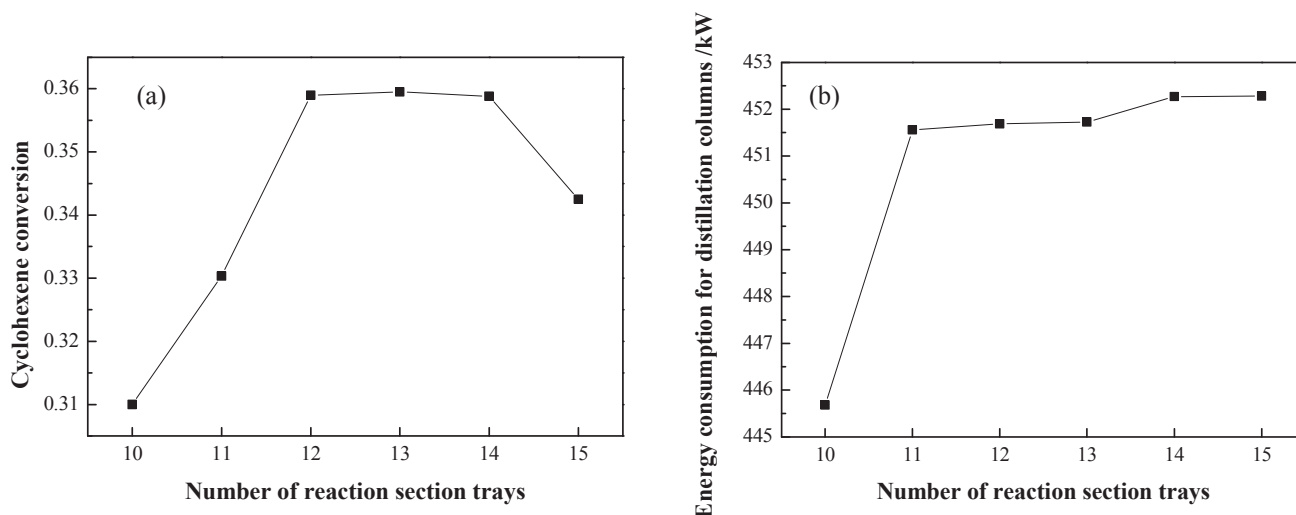 (a)
Cyclohexene conversion
0.36
0.35
0.34
0.33
0.32
0.31
10 11 12 13 14 15
Number of reaction section trays
(b)
Energy consumption for distillation columns /kW
453
452
451
450
449
448
447
446
445
10 11 12 13 14 15
Number of reaction section trays